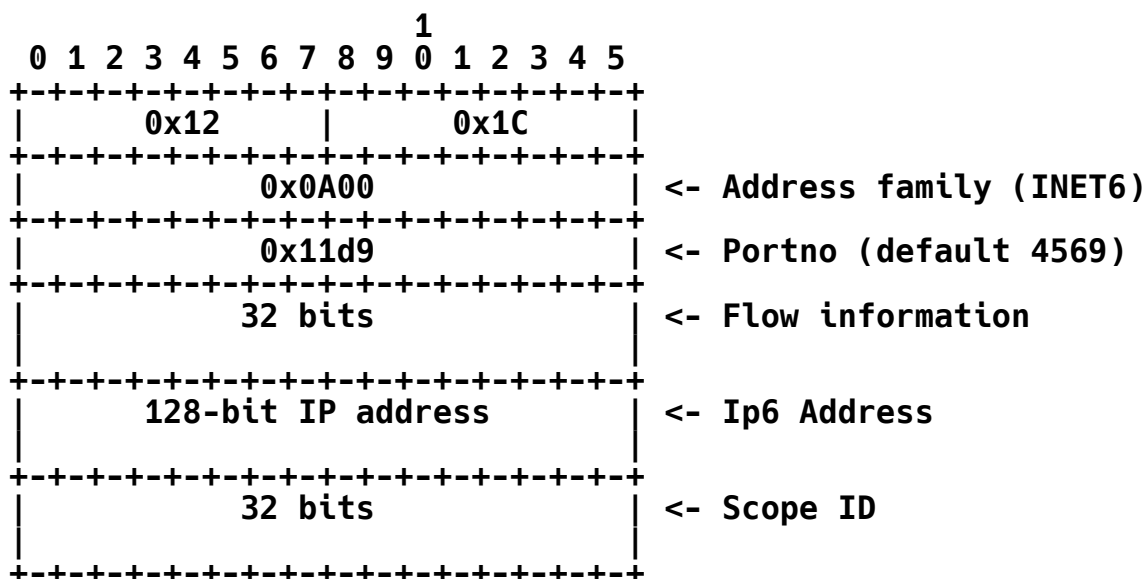 1
 0 1 2 3 4 5 6 7 8 9 0 1 2 3 4 5
+-+-+-+-+-+-+-+-+-+-+-+-+-+-+-+-+
|      0x12     |      0x1C     |
+-+-+-+-+-+-+-+-+-+-+-+-+-+-+-+-+
|            0x0A00             | <- Address family (INET6)
+-+-+-+-+-+-+-+-+-+-+-+-+-+-+-+-+
|            0x11d9             | <- Portno (default 4569)
+-+-+-+-+-+-+-+-+-+-+-+-+-+-+-+-+
|           32 bits             | <- Flow information
|                               |
+-+-+-+-+-+-+-+-+-+-+-+-+-+-+-+-+
|      128-bit IP address       | <- Ip6 Address
|                               |
+-+-+-+-+-+-+-+-+-+-+-+-+-+-+-+-+
|           32 bits             | <- Scope ID
|                               |
+-+-+-+-+-+-+-+-+-+-+-+-+-+-+-+-+